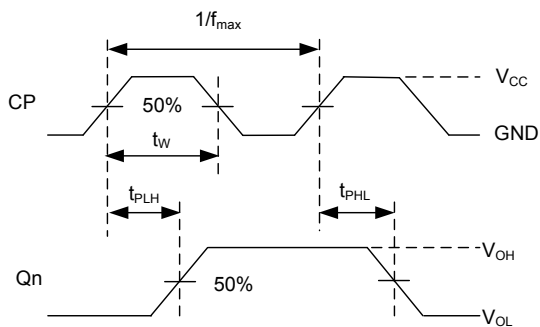 1/fmax
VCC
CP
50%
GND
tW
tPLH
tPHL
VOH
Qn
50%
VOL